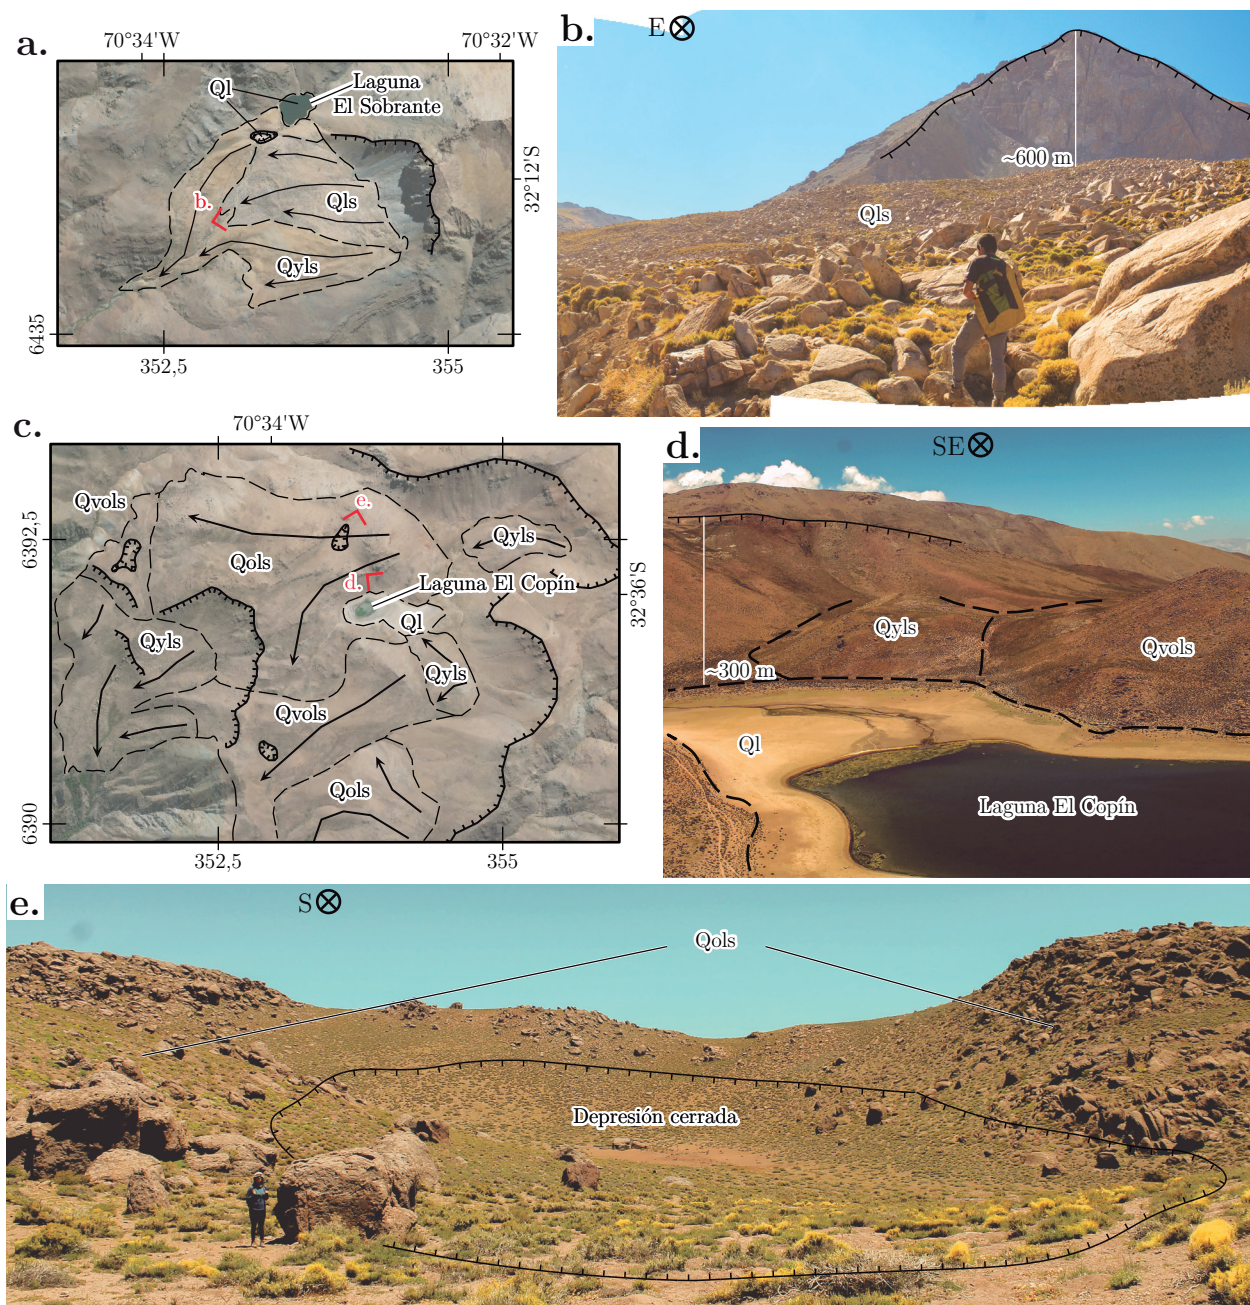 a.
70°34'W
70°32'W
Ql
Laguna
El Sobrante
32°12'S
b.
Qls
Qyls
6435
352,5
355
b.
E
~600 m
Qls
c.
70°34'W
Qvols
e.
Qyls
6392,5
Qols
d.
Laguna El Copín
32°36'S
Ql
Qyls
Qyls
Qvols
Qols
6390
352,5
355
d.
SE
Qyls
Qvols
~300 m
Ql
Laguna El Copín
e.
S
Qols
Depresión cerrada